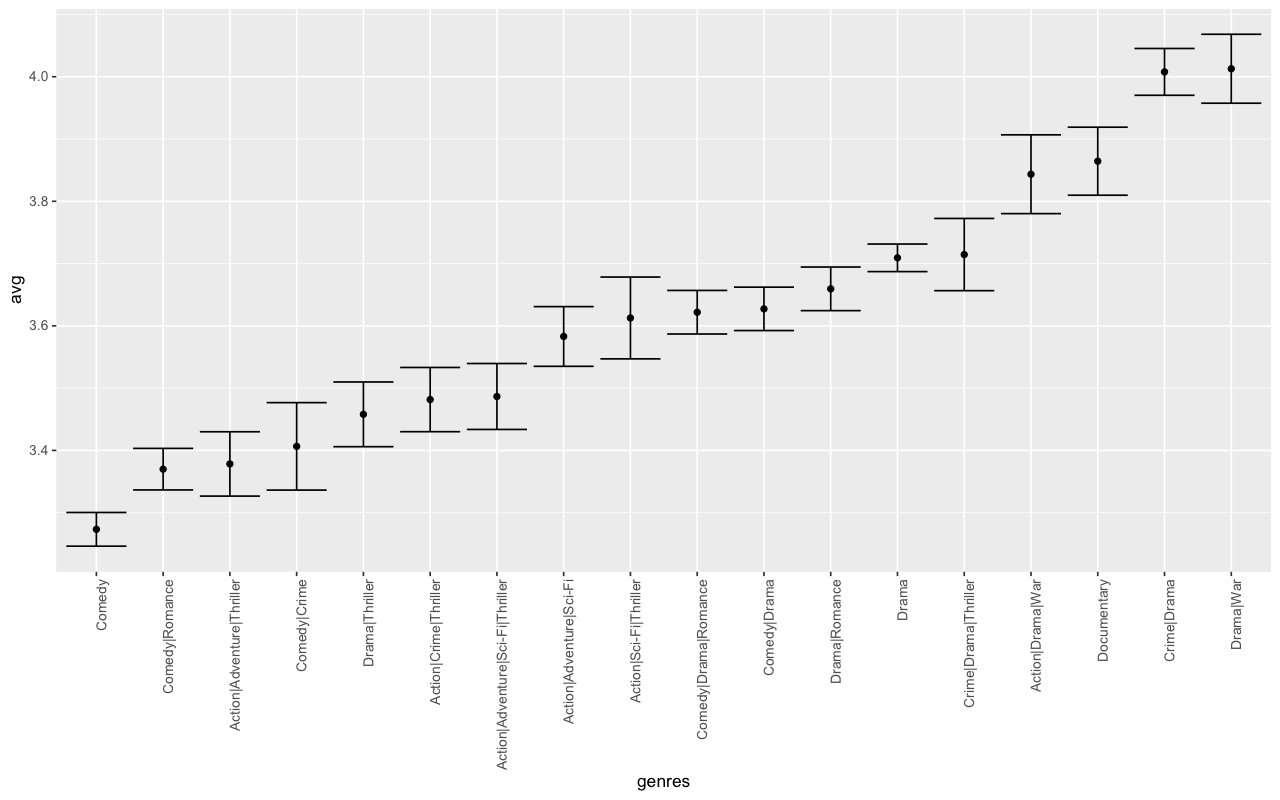 4.0
3.8
3.6
3.4
avg
Comedy
Comedy|Romance
Action|Adventure|Thriller
Comedy|Crime
Drama|Thriller
Action|Crime|Thriller
Action|Adventure|Sci-Fi|Thriller
Action|Adventure|Sci-Fi
Action|Sci-Fi|Thriller
Comedy|Drama|Romance
Comedy|Drama
Drama|Romance
Drama
Crime|Drama|Thriller
Action|Drama|War
Documentary
Crime|Drama
Drama|War
genres